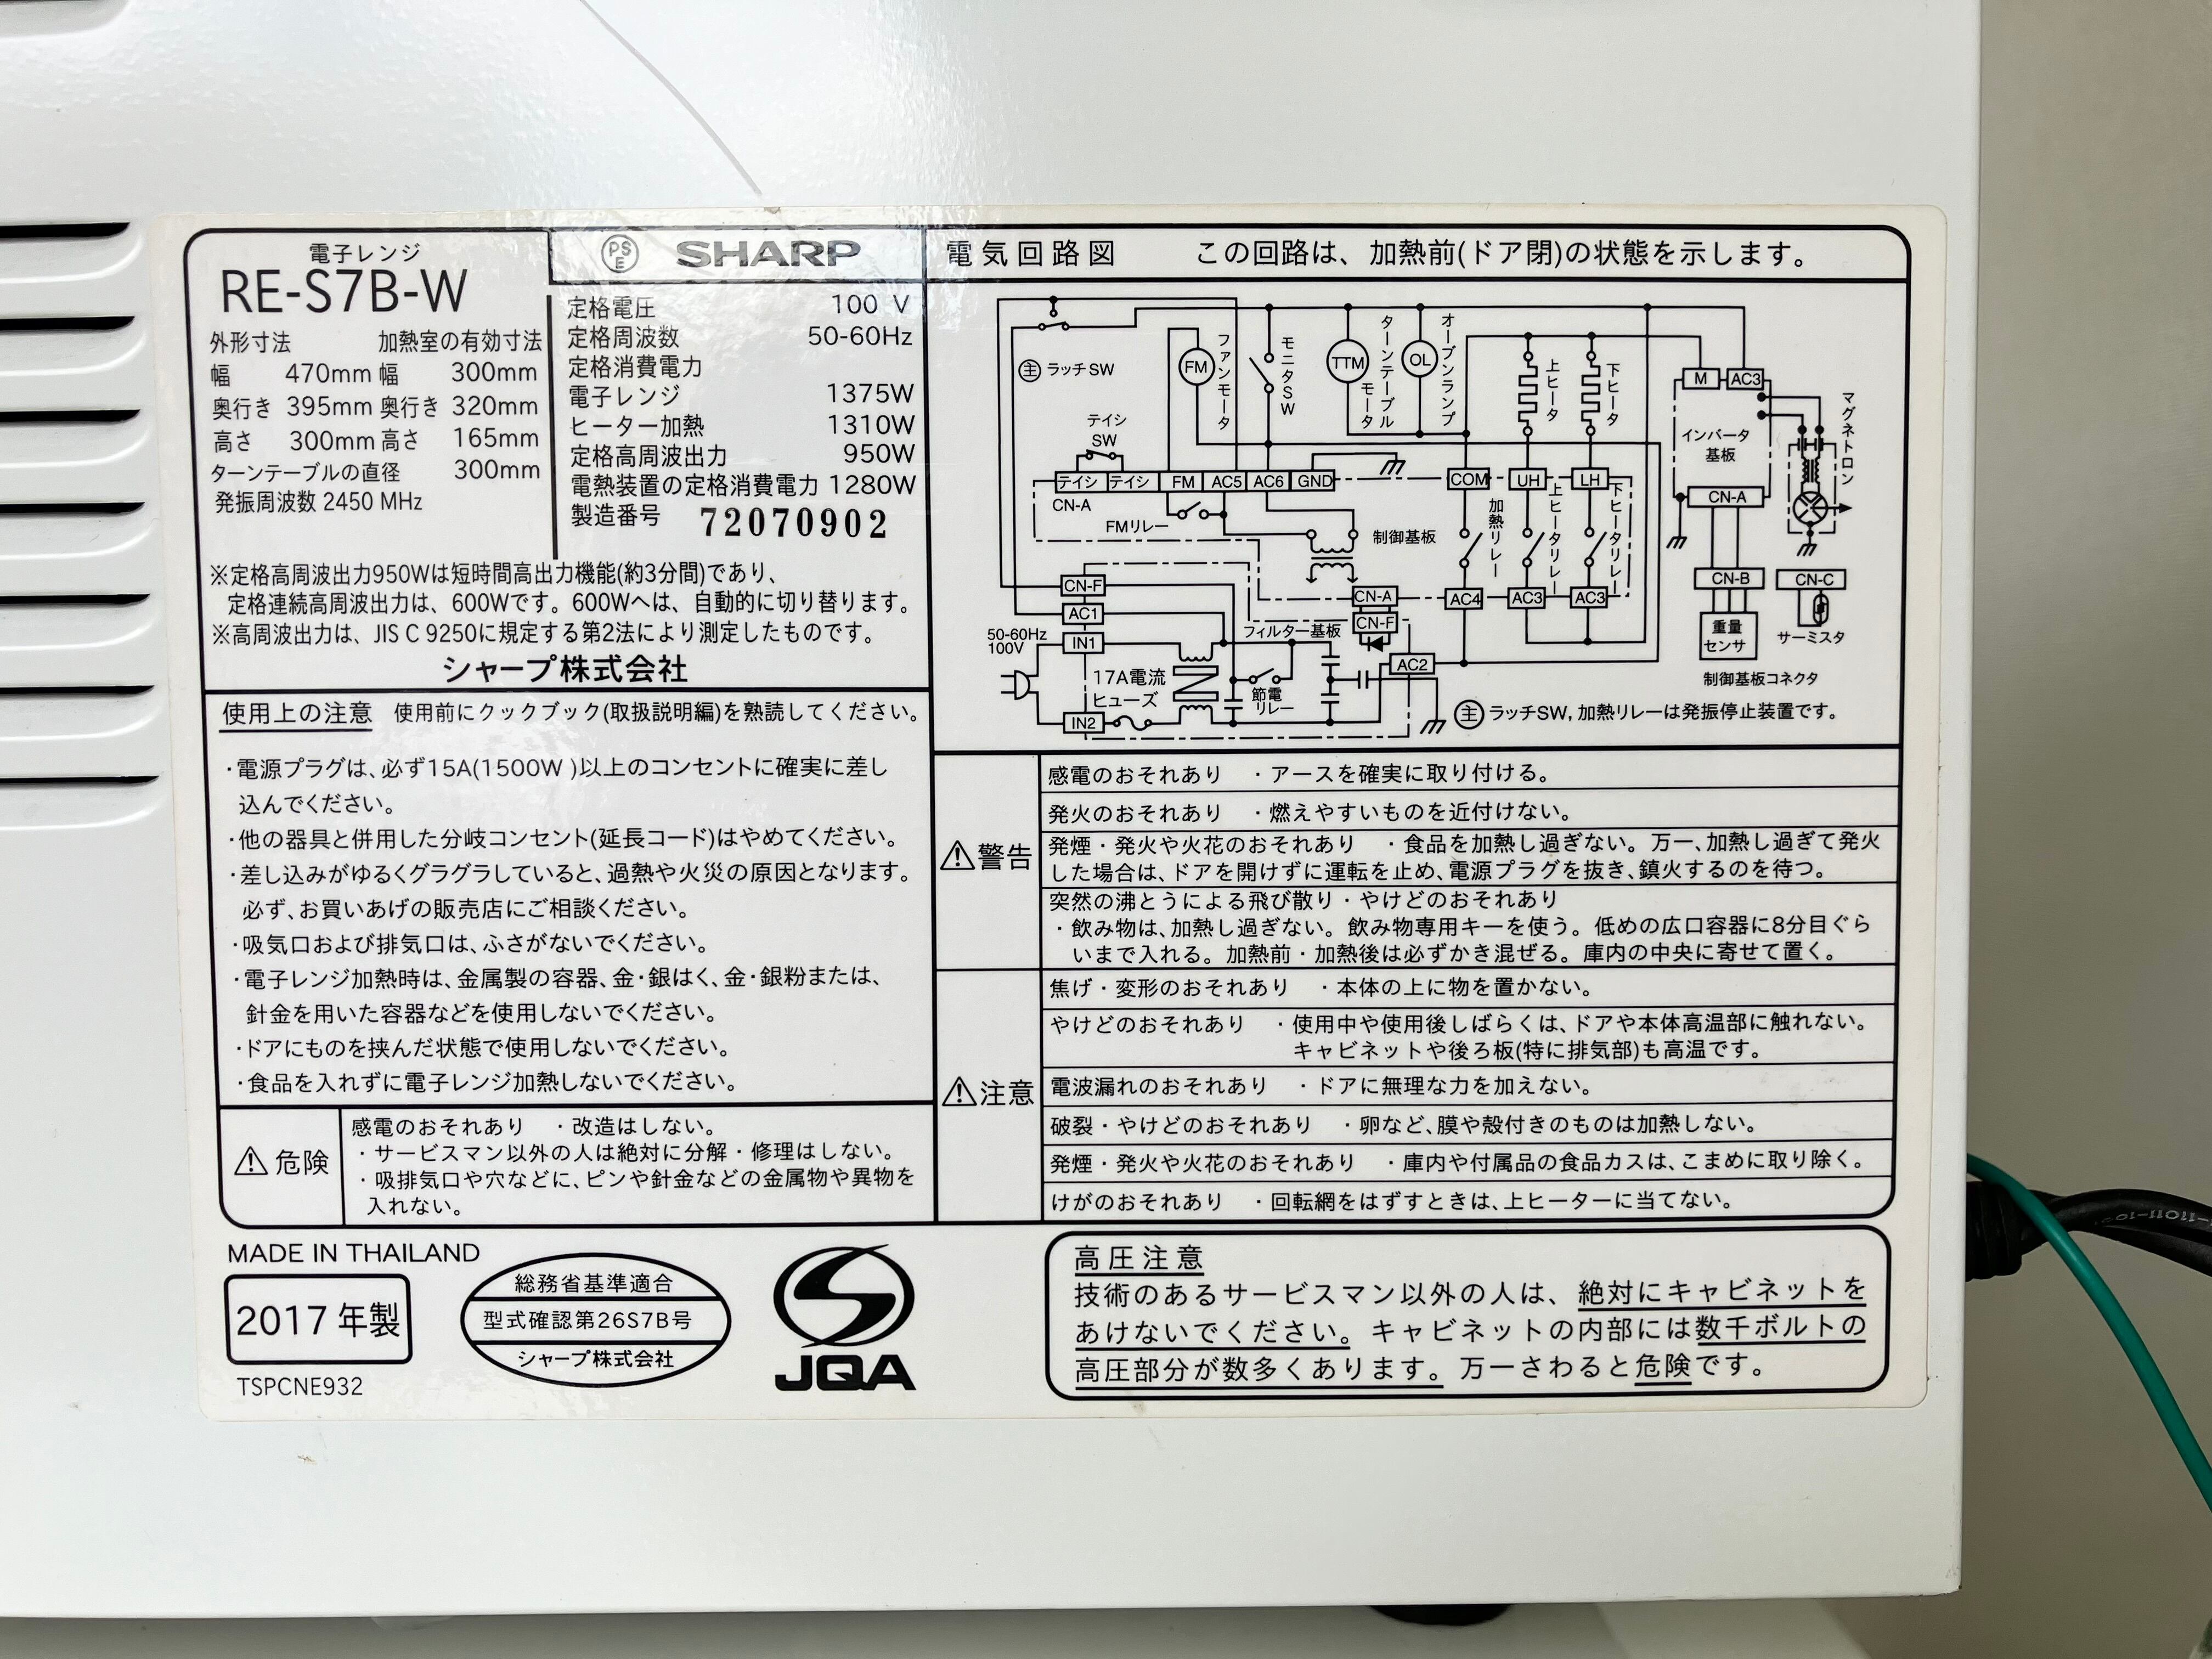 電子レンジ
RE-S7B-W
外形寸法 加熱室の有効寸法
幅 470mm 幅 300mm
奥行き 395mm 奥行き 320mm
高さ 300mm 高さ 165mm
ターンテーブルの直径 300mm
発振周波数 2450 MHz
PSE SHARP
定格電圧 100 V
定格周波数 50-60Hz
定格消費電力
電子レンジ 1375W
ヒーター加熱 1310W
定格高周波出力 950W
電熱装置の定格消費電力 1280W
製造番号 72070902
※定格高周波出力950Wは短時間高出力機能(約3分間)であり、
定格連続高周波出力は、600Wです。600Wへは、自動的に切り替ります。
※高周波出力は、JIS C 9250に規定する第2法により測定したものです。
シャープ株式会社
使用上の注意 使用前にクックブック(取扱説明編)を熟読してください。
・電源プラグは、必ず15A(1500W )以上のコンセントに確実に差し
込んでください。
・他の器具と併用した分岐コンセント(延長コード)はやめてください。
・差し込みがゆるくグラグラしていると、過熱や火災の原因となります。
必ず、お買いあげの販売店にご相談ください。
・吸気口および排気口は、ふさがないでください。
・電子レンジ加熱時は、金属製の容器、金・銀はく、金・銀粉または、
針金を用いた容器などを使用しないでください。
・ドアにものを挟んだ状態で使用しないでください。
・食品を入れずに電子レンジ加熱しないでください。
⚠危険
感電のおそれあり ・改造はしない。
・サービスマン以外の人は絶対に分解・修理はしない。
・吸排気口や穴などに、ピンや針金などの金属物や異物を
入れない。
電気回路図 この回路は、加熱前(ドア閉)の状態を示します。
主 ラッチSW
FM
ファンモータ
モニタSW
TTM
ターンテーブル
モータ
OL
オーブンランプ
上ヒータ
下ヒータ
M AC3
インバータ
基板
マグネトロン
テイシ
SW
テイシ テイシ FM AC5 AC6 GND
COM UH LH
CN-A
CN-A
FMリレー
制御基板
加熱リレー
上ヒータリレー
下ヒータリレー
CN-F
AC1
CN-A
AC4 AC3 AC3
CN-B CN-C
CN-F
50-60Hz
100V
IN1
フィルター基板
重量
センサ
サーミスタ
AC2
17A電流
ヒューズ
節電
リレー
制御基板コネクタ
IN2
主 ラッチSW,加熱リレーは発振停止装置です。
⚠警告
感電のおそれあり ・アースを確実に取り付ける。
発火のおそれあり ・燃えやすいものを近付けない。
発煙・発火や火花のおそれあり ・食品を加熱し過ぎない。万一、加熱し過ぎて発火
した場合は、ドアを開けずに運転を止め、電源プラグを抜き、鎮火するのを待つ。
突然の沸とうによる飛び散り・やけどのおそれあり
・飲み物は、加熱し過ぎない。飲み物専用キーを使う。低めの広口容器に8分目ぐら
いまで入れる。加熱前・加熱後は必ずかき混ぜる。庫内の中央に寄せて置く。
⚠注意
焦げ・変形のおそれあり ・本体の上に物を置かない。
やけどのおそれあり ・使用中や使用後しばらくは、ドアや本体高温部に触れない。
キャビネットや後ろ板(特に排気部)も高温です。
電波漏れのおそれあり ・ドアに無理な力を加えない。
破裂・やけどのおそれあり ・卵など、膜や殻付きのものは加熱しない。
発煙・発火や火花のおそれあり ・庫内や付属品の食品カスは、こまめに取り除く。
けがのおそれあり ・回転網をはずすときは、上ヒーターに当てない。
MADE IN THAILAND
2017年製
TSPCNE932
総務省基準適合
型式確認第26S7B号
シャープ株式会社
JQA
高圧注意
技術のあるサービスマン以外の人は、絶対にキャビネットを
あけないでください。キャビネットの内部には数千ボルトの
高圧部分が数多くあります。万一さわると危険です。